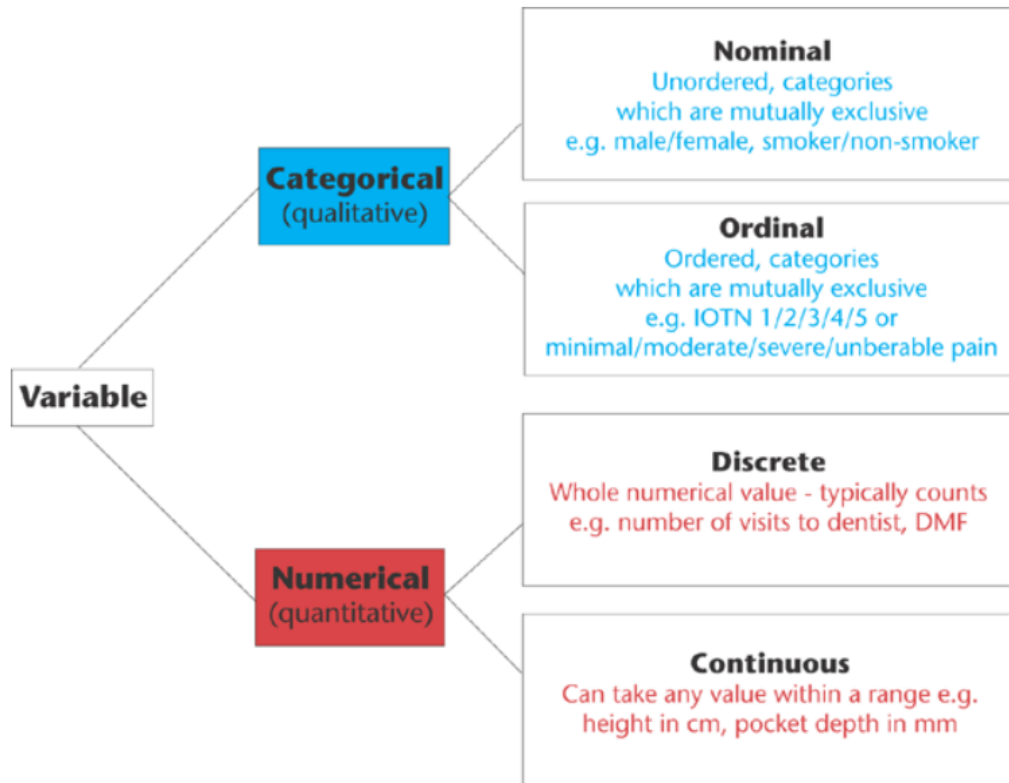 Nominal
Unordered, categories
which are mutually exclusive
e.g. male/female, smoker/non-smoker
Categorical
(qualitative)
Ordinal
Ordered, categories
which are mutually exclusive
e.g. IOTN 1/2/3/4/5 or
minimal/moderate/severe/unberable pain
Variable
Discrete
Whole numerical value - typically counts
e.g. number of visits to dentist, DMF
Numerical
(quantitative)
Continuous
Can take any value within a range e.g.
height in cm, pocket depth in mm